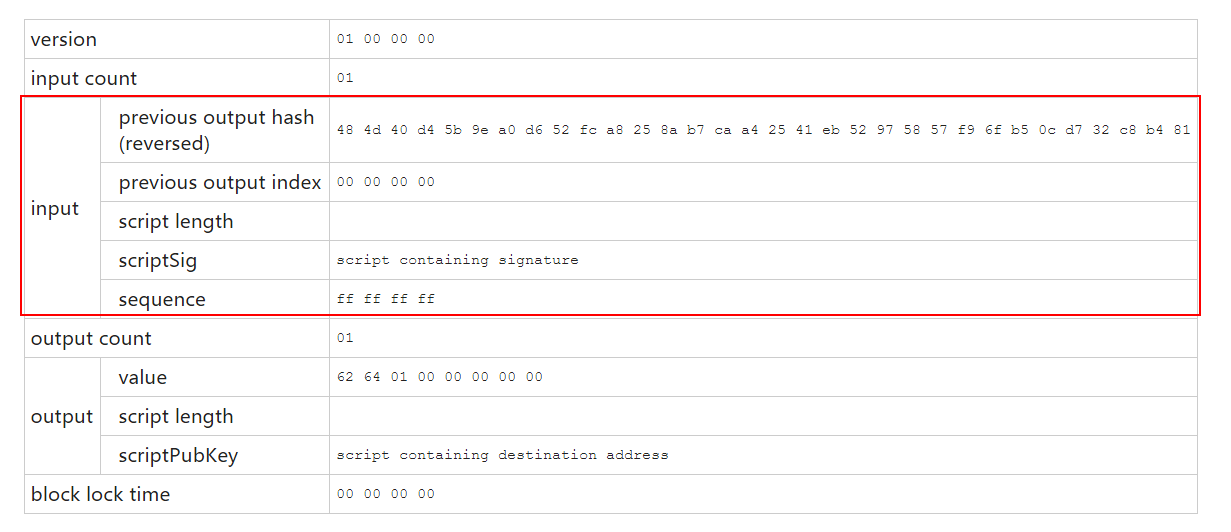 version 01 00 00 00
input count 01
previous output hash
(reversed) 48 4d 40 d4 5b 9e a0 d6 52 fc a8 25 8a b7 ca a4 25 41 eb 52 97 58 57 f9 6f b5 0c d7 32 c8 b4 81
previous output index 00 00 00 00
input script length
scriptSig script containing signature
sequence ff ff ff ff
output count 01
value 62 64 01 00 00 00 00 00
output script length
scriptPubKey script containing destination address
block lock time 00 00 00 00